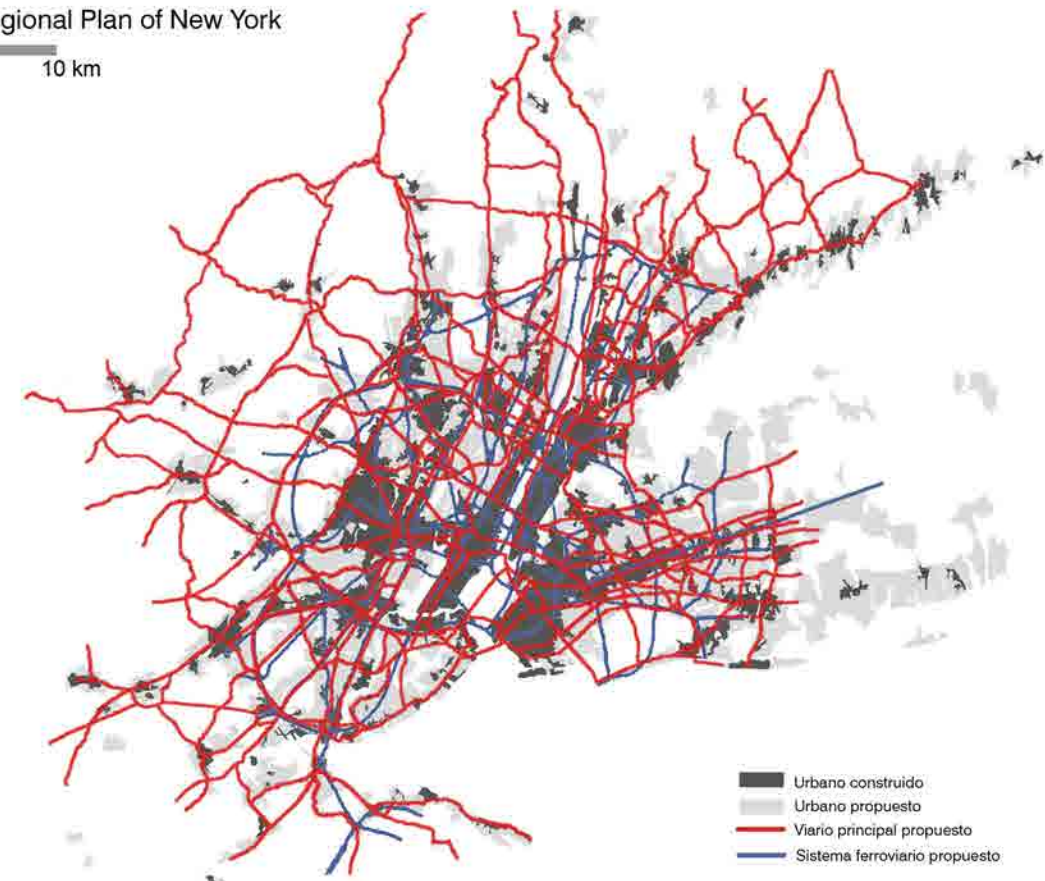 gional Plan of New York
10 km
Urbano construido
Urbano propuesto
Viario principal propuesto
Sistema ferroviario propuesto